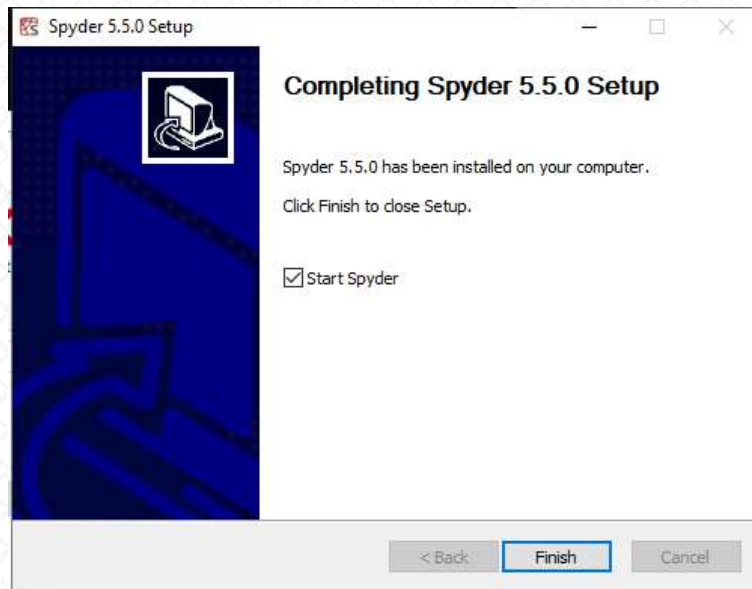 Spyder 5.5.0 Setup
Completing Spyder 5.5.0 Setup
Spyder 5.5.0 has been installed on your computer.
Click Finish to close Setup.
Start Spyder
< Back Finish Cancel